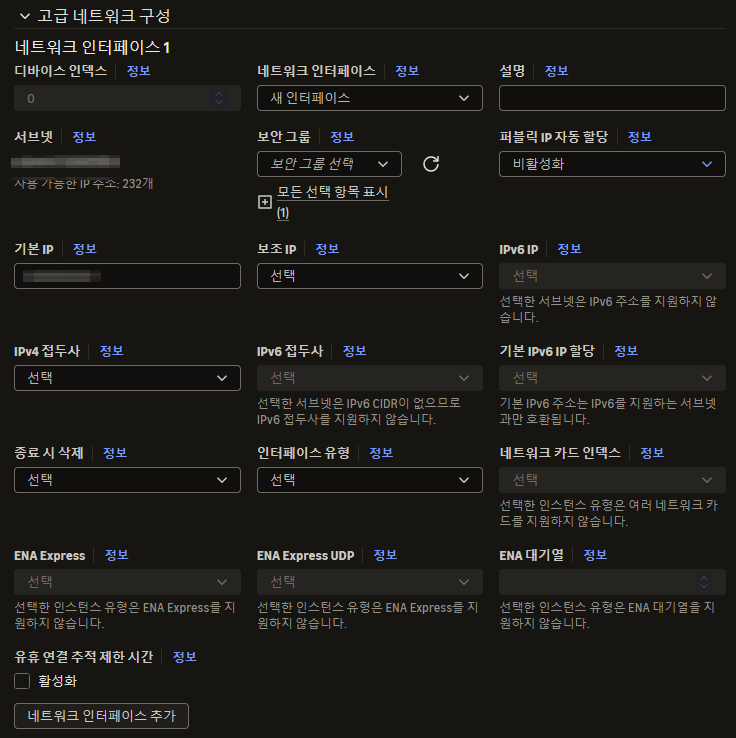 고급 네트워크 구성
네트워크 인터페이스 1
디바이스 인덱스 정보
0
네트워크 인터페이스 정보
새 인터페이스
설명 정보
서브넷 정보
사용 가능한 IP 주소: 232개
보안 그룹 정보
보안 그룹 선택
모든 선택 항목 표시
(1)
퍼블릭 IP 자동 할당 정보
비활성화
기본 IP 정보
보조 IP 정보
선택
IPv6 IP 정보
선택
선택한 서브넷은 IPv6 주소를 지원하지 않
습니다.
IPv4 접두사 정보
선택
IPv6 접두사 정보
선택
선택한 서브넷은 IPv6 CIDR이 없으므로
IPv6 접두사를 지원하지 않습니다.
기본 IPv6 IP 할당 정보
선택
기본 IPv6 주소는 IPv6를 지원하는 서브넷
과만 호환됩니다.
종료 시 삭제 정보
선택
인터페이스 유형 정보
선택
네트워크 카드 인덱스 정보
선택
선택한 인스턴스 유형은 여러 네트워크 카
드를 지원하지 않습니다.
ENA Express 정보
선택
선택한 인스턴스 유형은 ENA Express를 지
원하지 않습니다.
ENA Express UDP 정보
선택
선택한 인스턴스 유형은 ENA Express를 지
원하지 않습니다.
ENA 대기열 정보
선택한 인스턴스 유형은 ENA 대기열을 지
원하지 않습니다.
유휴 연결 추적 제한 시간 정보
활성화
네트워크 인터페이스 추가